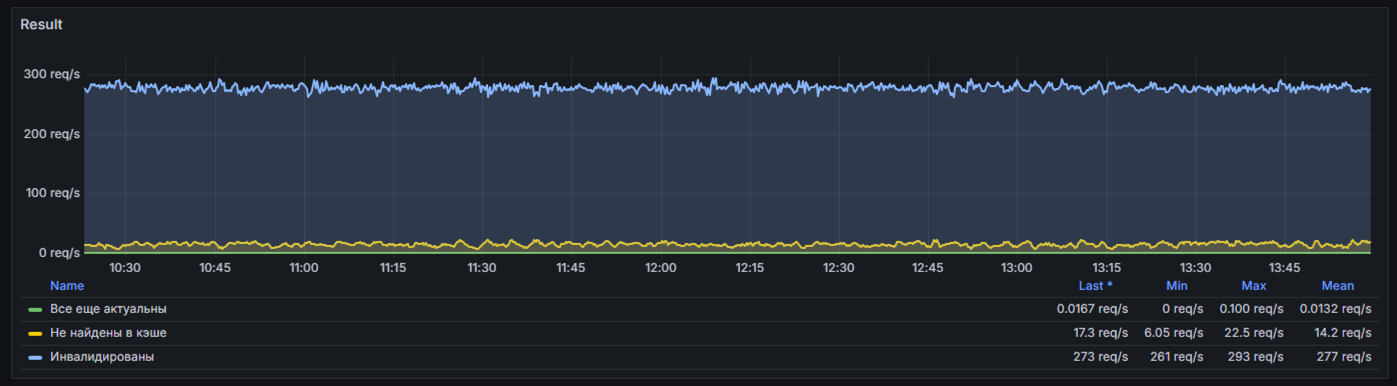 Result
300 req/s
200 req/s
100 req/s
0 req/s
10:30 10:45 11:00 11:15 11:30 11:45 12:00 12:15 12:30 12:45 13:00 13:15 13:30 13:45
Name Last * Min Max Mean
Все еще актуальны 0.0167 req/s 0 req/s 0.100 req/s 0.0132 req/s
Не найдены в кэше 17.3 req/s 6.05 req/s 22.5 req/s 14.2 req/s
Инвалидированы 273 req/s 261 req/s 293 req/s 277 req/s